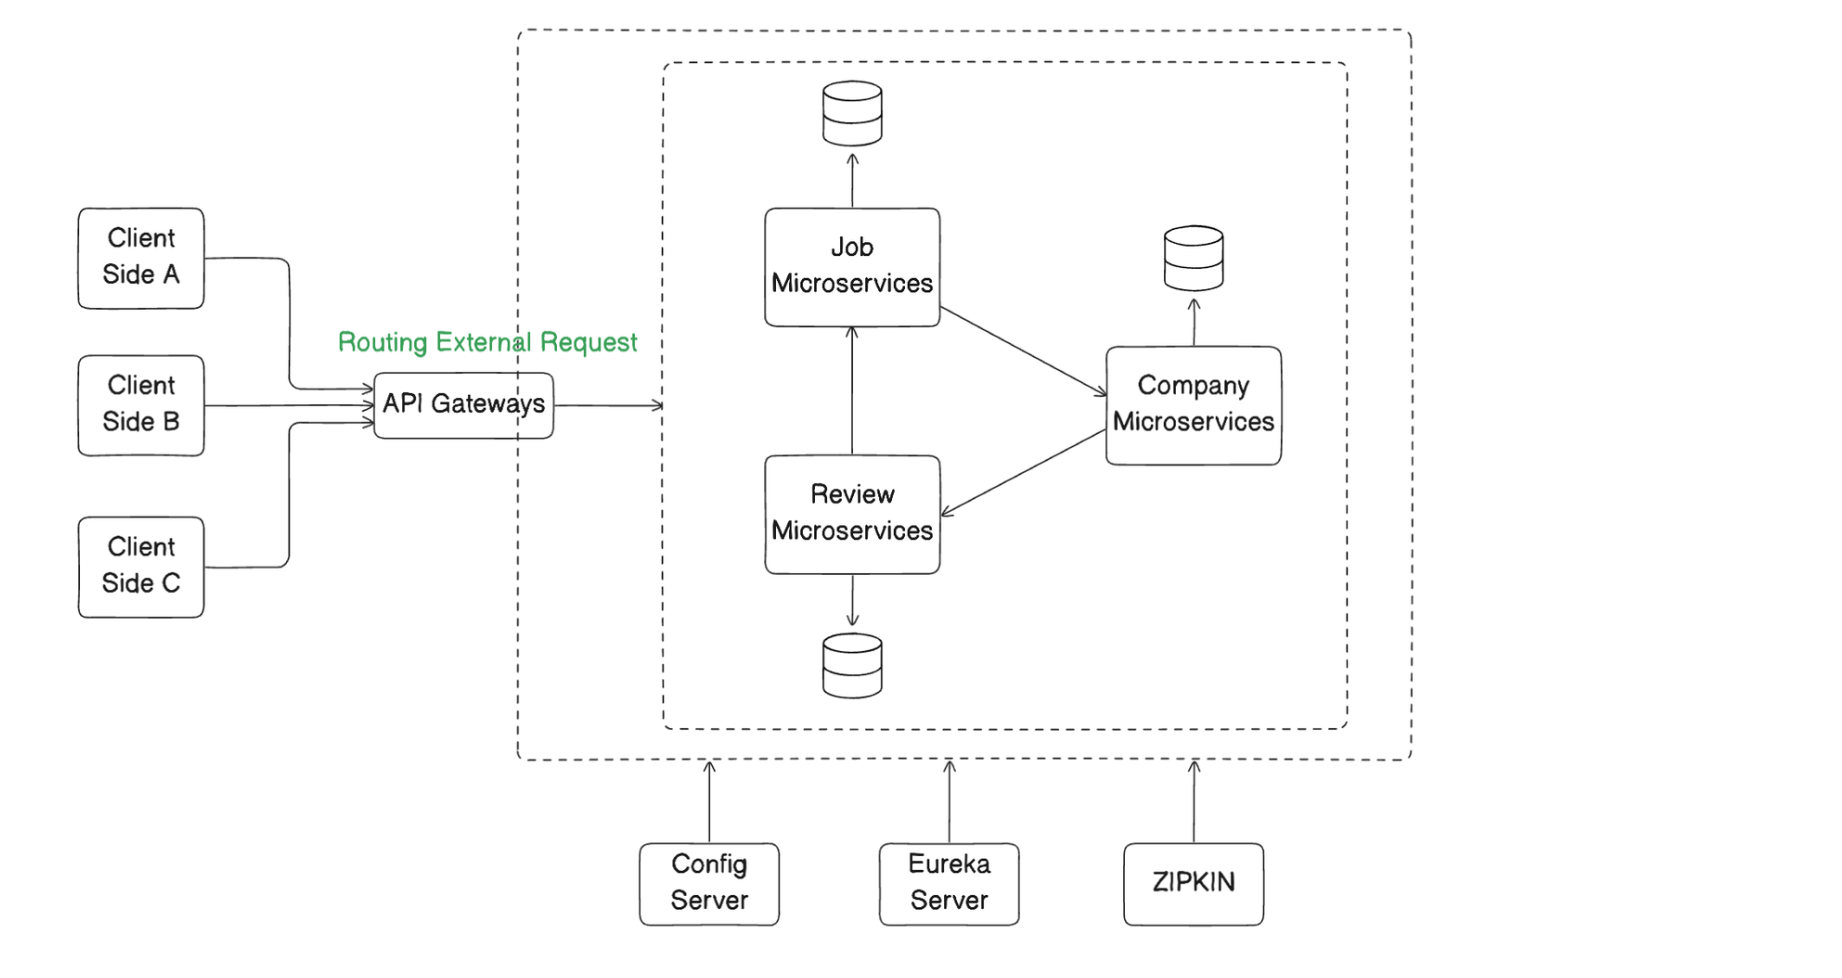 Client
Side A
Client
Side B
Client
Side C
Routing External Request
API Gateways
Job
Microservices
Company
Microservices
Review
Microservices
Config
Server
Eureka
Server
ZIPKIN